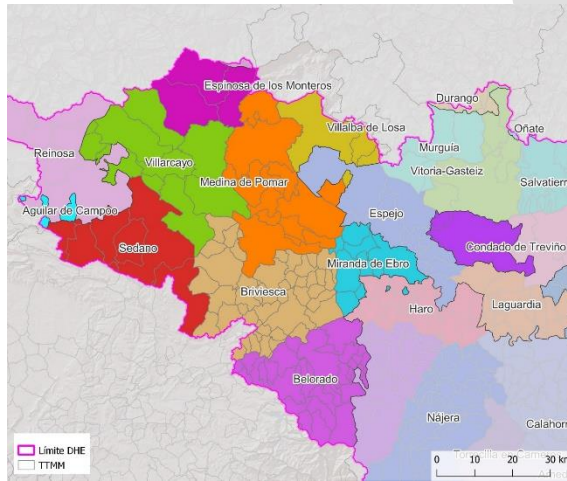 Espinosa de los Monteros
Durango
Oñate
Villalba de Losa
Murguía
Reinosa
Villarcayo
Vitoria-Gasteiz
Salvatierr
Medina de Pomar
Aguilar de Campóo
Espejo
Sedano
Condado de Treviño
Miranda de Ebro
Briviesca
Haro
Laguardia
Belorado
Nájera
Calahorr
Límite DHE
TTMM
0 10 20 30 km